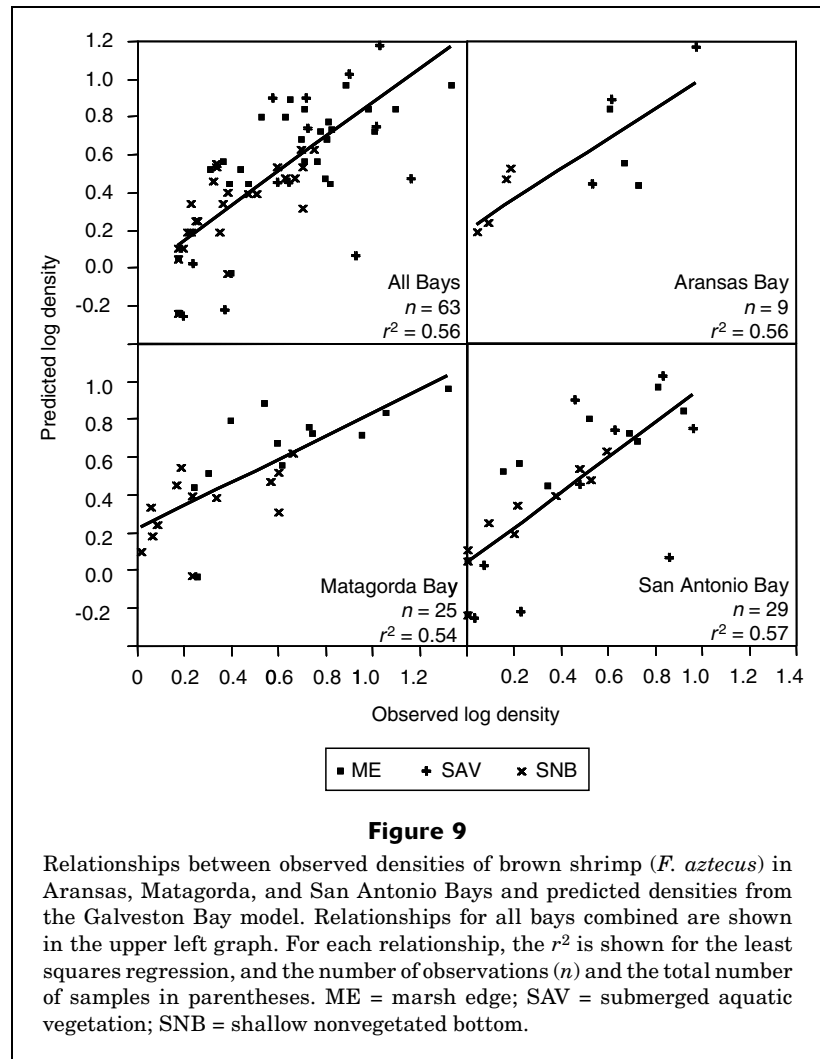 1.2
1.0
0.8
0.6
0.4
0.2
0.0
-0.2
All Bays
n = 63
r² = 0.56
Aransas Bay
n = 9
r² = 0.56
Predicted log density
1.0
0.8
0.6
0.4
0.2
0.0
-0.2
Matagorda Bay
n = 25
r² = 0.54
San Antonio Bay
n = 29
r² = 0.57
0 0.2 0.4 0.6 0.8 1.0 1.2
0.2 0.4 0.6 0.8 1.0 1.2 1.4
Observed log density
ME SAV SNB
Figure 9
Relationships between observed densities of brown shrimp (F. aztecus) in
Aransas, Matagorda, and San Antonio Bays and predicted densities from
the Galveston Bay model. Relationships for all bays combined are shown
in the upper left graph. For each relationship, the r² is shown for the least
squares regression, and the number of observations (n) and the total number
of samples in parentheses. ME = marsh edge; SAV = submerged aquatic
vegetation; SNB = shallow nonvegetated bottom.